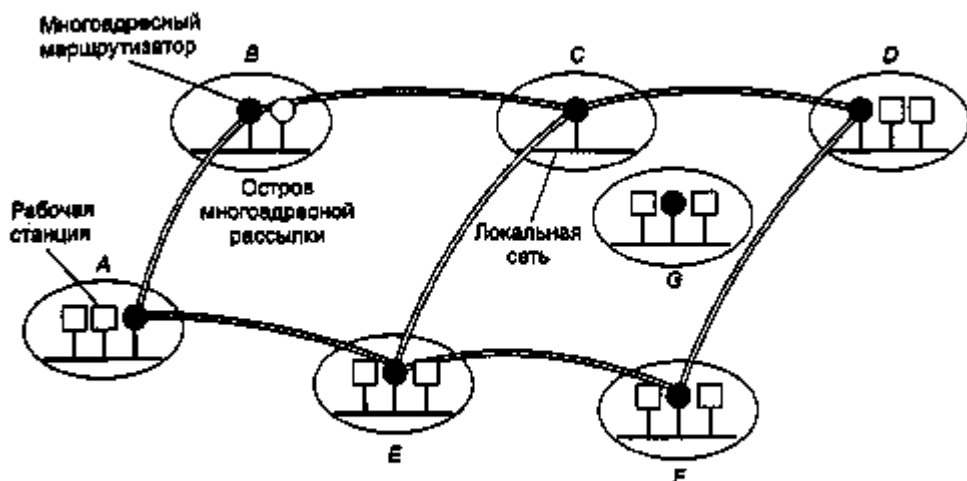 Многоадресный
маршрутизатор
B
C
D
Остров
многоадресной
рассылки
Рабочая
станция
Локальная
сеть
A
G
E
F